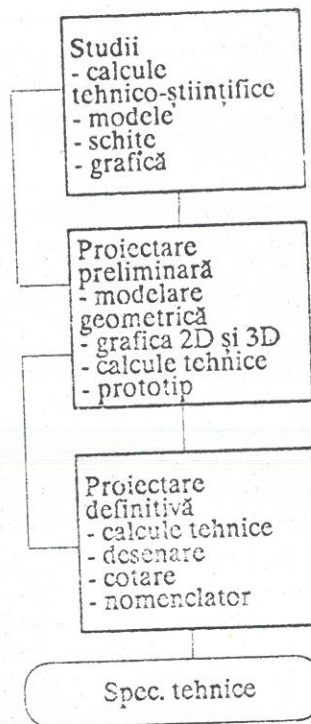 Studii
- calcule
tehnico-științifice
- modele
- schițe
- grafică
Proiectare
preliminară
- modelare
geometrică
- grafica 2D și 3D
- calcule tehnice
- prototip
Proiectare
definitivă
- calcule tehnice
- desenare
- cotare
- nomenclator
Spec. tehnice